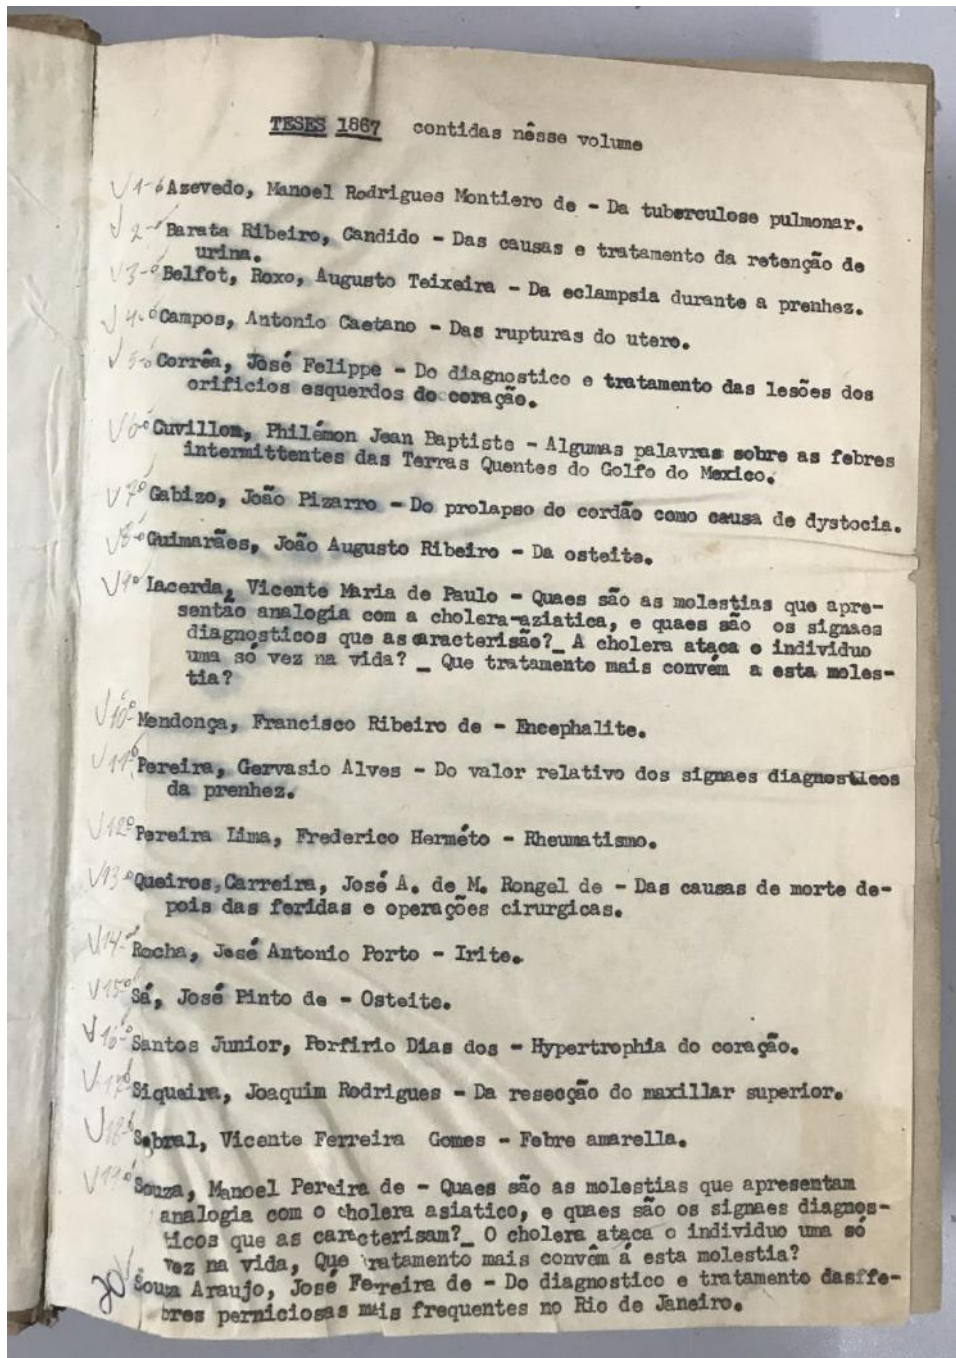 TESES 1867 contidas nêsse volume
V 1-º Azevedo, Manoel Rodrigues Montiero de - Da tuberculose pulmonar.
V 2-º Barata Ribeiro, Candido - Das causas e tratamento da retenção de
urina.
V 3-º Belfot, Roxo, Augusto Teixeira - Da eclampsia durante a prenhez.
V 4-º Campos, Antonio Caetano - Das rupturas do utero.
V 5-º Corrêa, José Felippe - Do diagnostico e tratamento das lesões dos
orificios esquerdos do coração.
V 6-º Cuvillon, Philémon Jean Baptiste - Algumas palavras sobre as febres
intermittentes das Terras Quentes do Golfo do Mexico.
V 7º Gabizo, João Pizarro - Do prolapso do cordão como causa de dystocia.
V 8-º Guimarães, João Augusto Ribeiro - Da osteite.
V 9º Lacerda, Vicente Maria de Paulo - Quaes são as molestias que apre-
sentão analogia com a cholera-aziatica, e quaes são os signaes
diagnosticos que as caracterisão?_ A cholera ataca o individuo
uma só vez na vida? _ Que tratamento mais convém a esta moles-
tia?
V 10º Mendonça, Francisco Ribeiro de - Encephalite.
V 11º Pereira, Gervasio Alves - Do valor relativo dos signaes diagnosticos
da prenhez.
V 12º Pereira Lima, Frederico Herméto - Rheumatismo.
V 13-º Queiros, Carreira, José A. de M. Rongel de - Das causas de morte de-
pois das feridas e operações cirurgicas.
V 14-º Rocha, José Antonio Porto - Irite.
V 15º Sá, José Pinto de - Osteite.
V 16-º Santos Junior, Porfirio Dias dos - Hypertrophia do coração.
V 17º Siqueira, Joaquim Rodrigues - Da resecção do maxillar superior.
V 18-º Sobral, Vicente Ferreira Gomes - Febre amarella.
V 19º Souza, Manoel Pereira de - Quaes são as molestias que apresentam
analogia com o cholera asiatico, e quaes são os signaes diagnos-
ticos que as caracterisam?_ O cholera ataca o individuo uma só
vez na vida, Que tratamento mais convêm á esta molestia?
V 20 Souza Araujo, José Ferreira de - Do diagnostico e tratamento dasffe-
bres perniciosas mais frequentes no Rio de Janeiro.